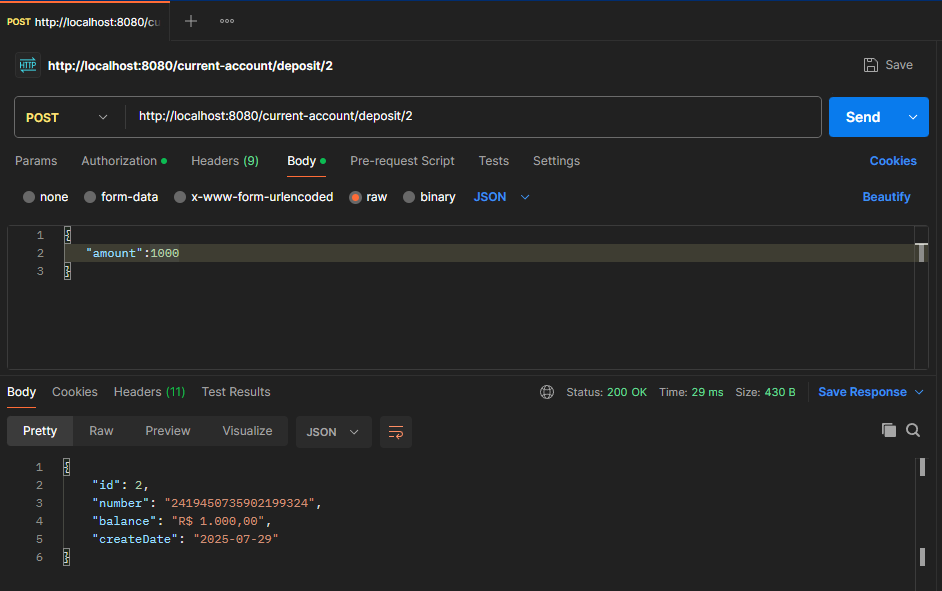 POST http://localhost:8080/cu
HTTP http://localhost:8080/current-account/deposit/2 Save
POST http://localhost:8080/current-account/deposit/2 Send
Params Authorization Headers (9) Body Pre-request Script Tests Settings Cookies
none form-data x-www-form-urlencoded raw binary JSON Beautify
1 {
2 "amount":1000
3 }
Body Cookies Headers (11) Test Results Status: 200 OK Time: 29 ms Size: 430 B Save Response
Pretty Raw Preview Visualize JSON
1 {
2 "id": 2,
3 "number": "2419450735902199324",
4 "balance": "R$ 1.000,00",
5 "createDate": "2025-07-29"
6 }